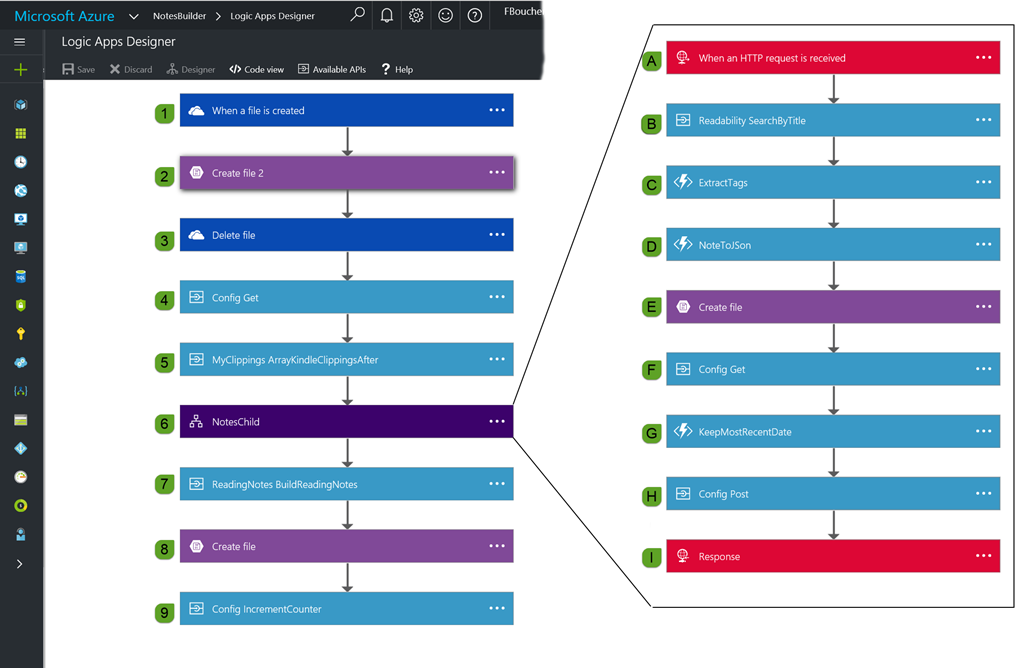 Microsoft Azure NotesBuilder Logic Apps Designer FBouche
Logic Apps Designer
Save Discard Designer Code view Available APIs ? Help
1 When a file is created
2 Create file 2
3 Delete file
4 Config Get
5 MyClippings ArrayKindleClippingsAfter
6 NotesChild
7 ReadingNotes BuildReadingNotes
8 Create file
9 Config IncrementCounter
A When an HTTP request is received
B Readability SearchByTitle
C ExtractTags
D NoteToJSon
E Create file
F Config Get
G KeepMostRecentDate
H Config Post
I Response